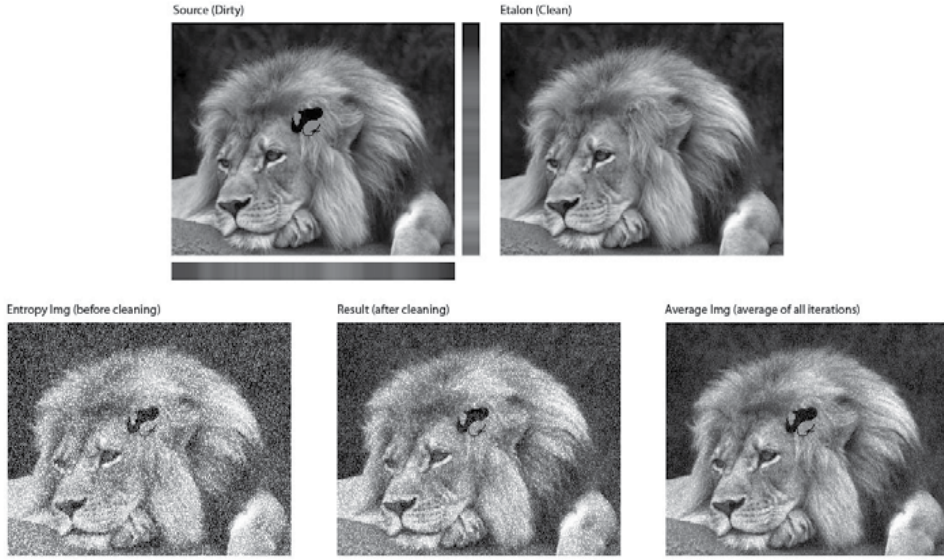 Source (Dirty)
Etalon (Clean)
Entropy Img (before cleaning)
Result (after cleaning)
Average Img (average of all iterations)